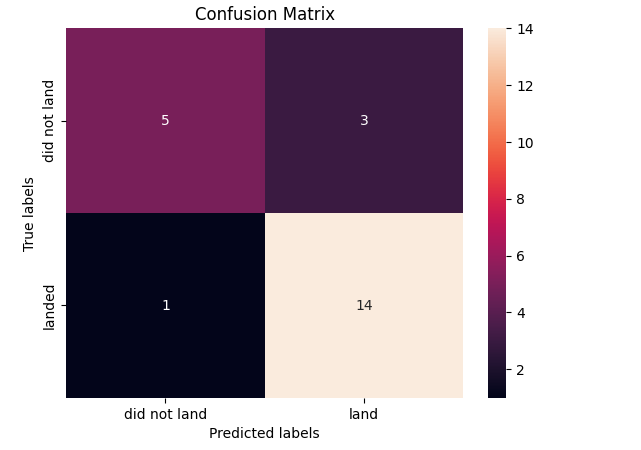 Confusion Matrix
True labels
did not land
landed
5
3
1
14
did not land
land
Predicted labels
14
12
10
8
6
4
2